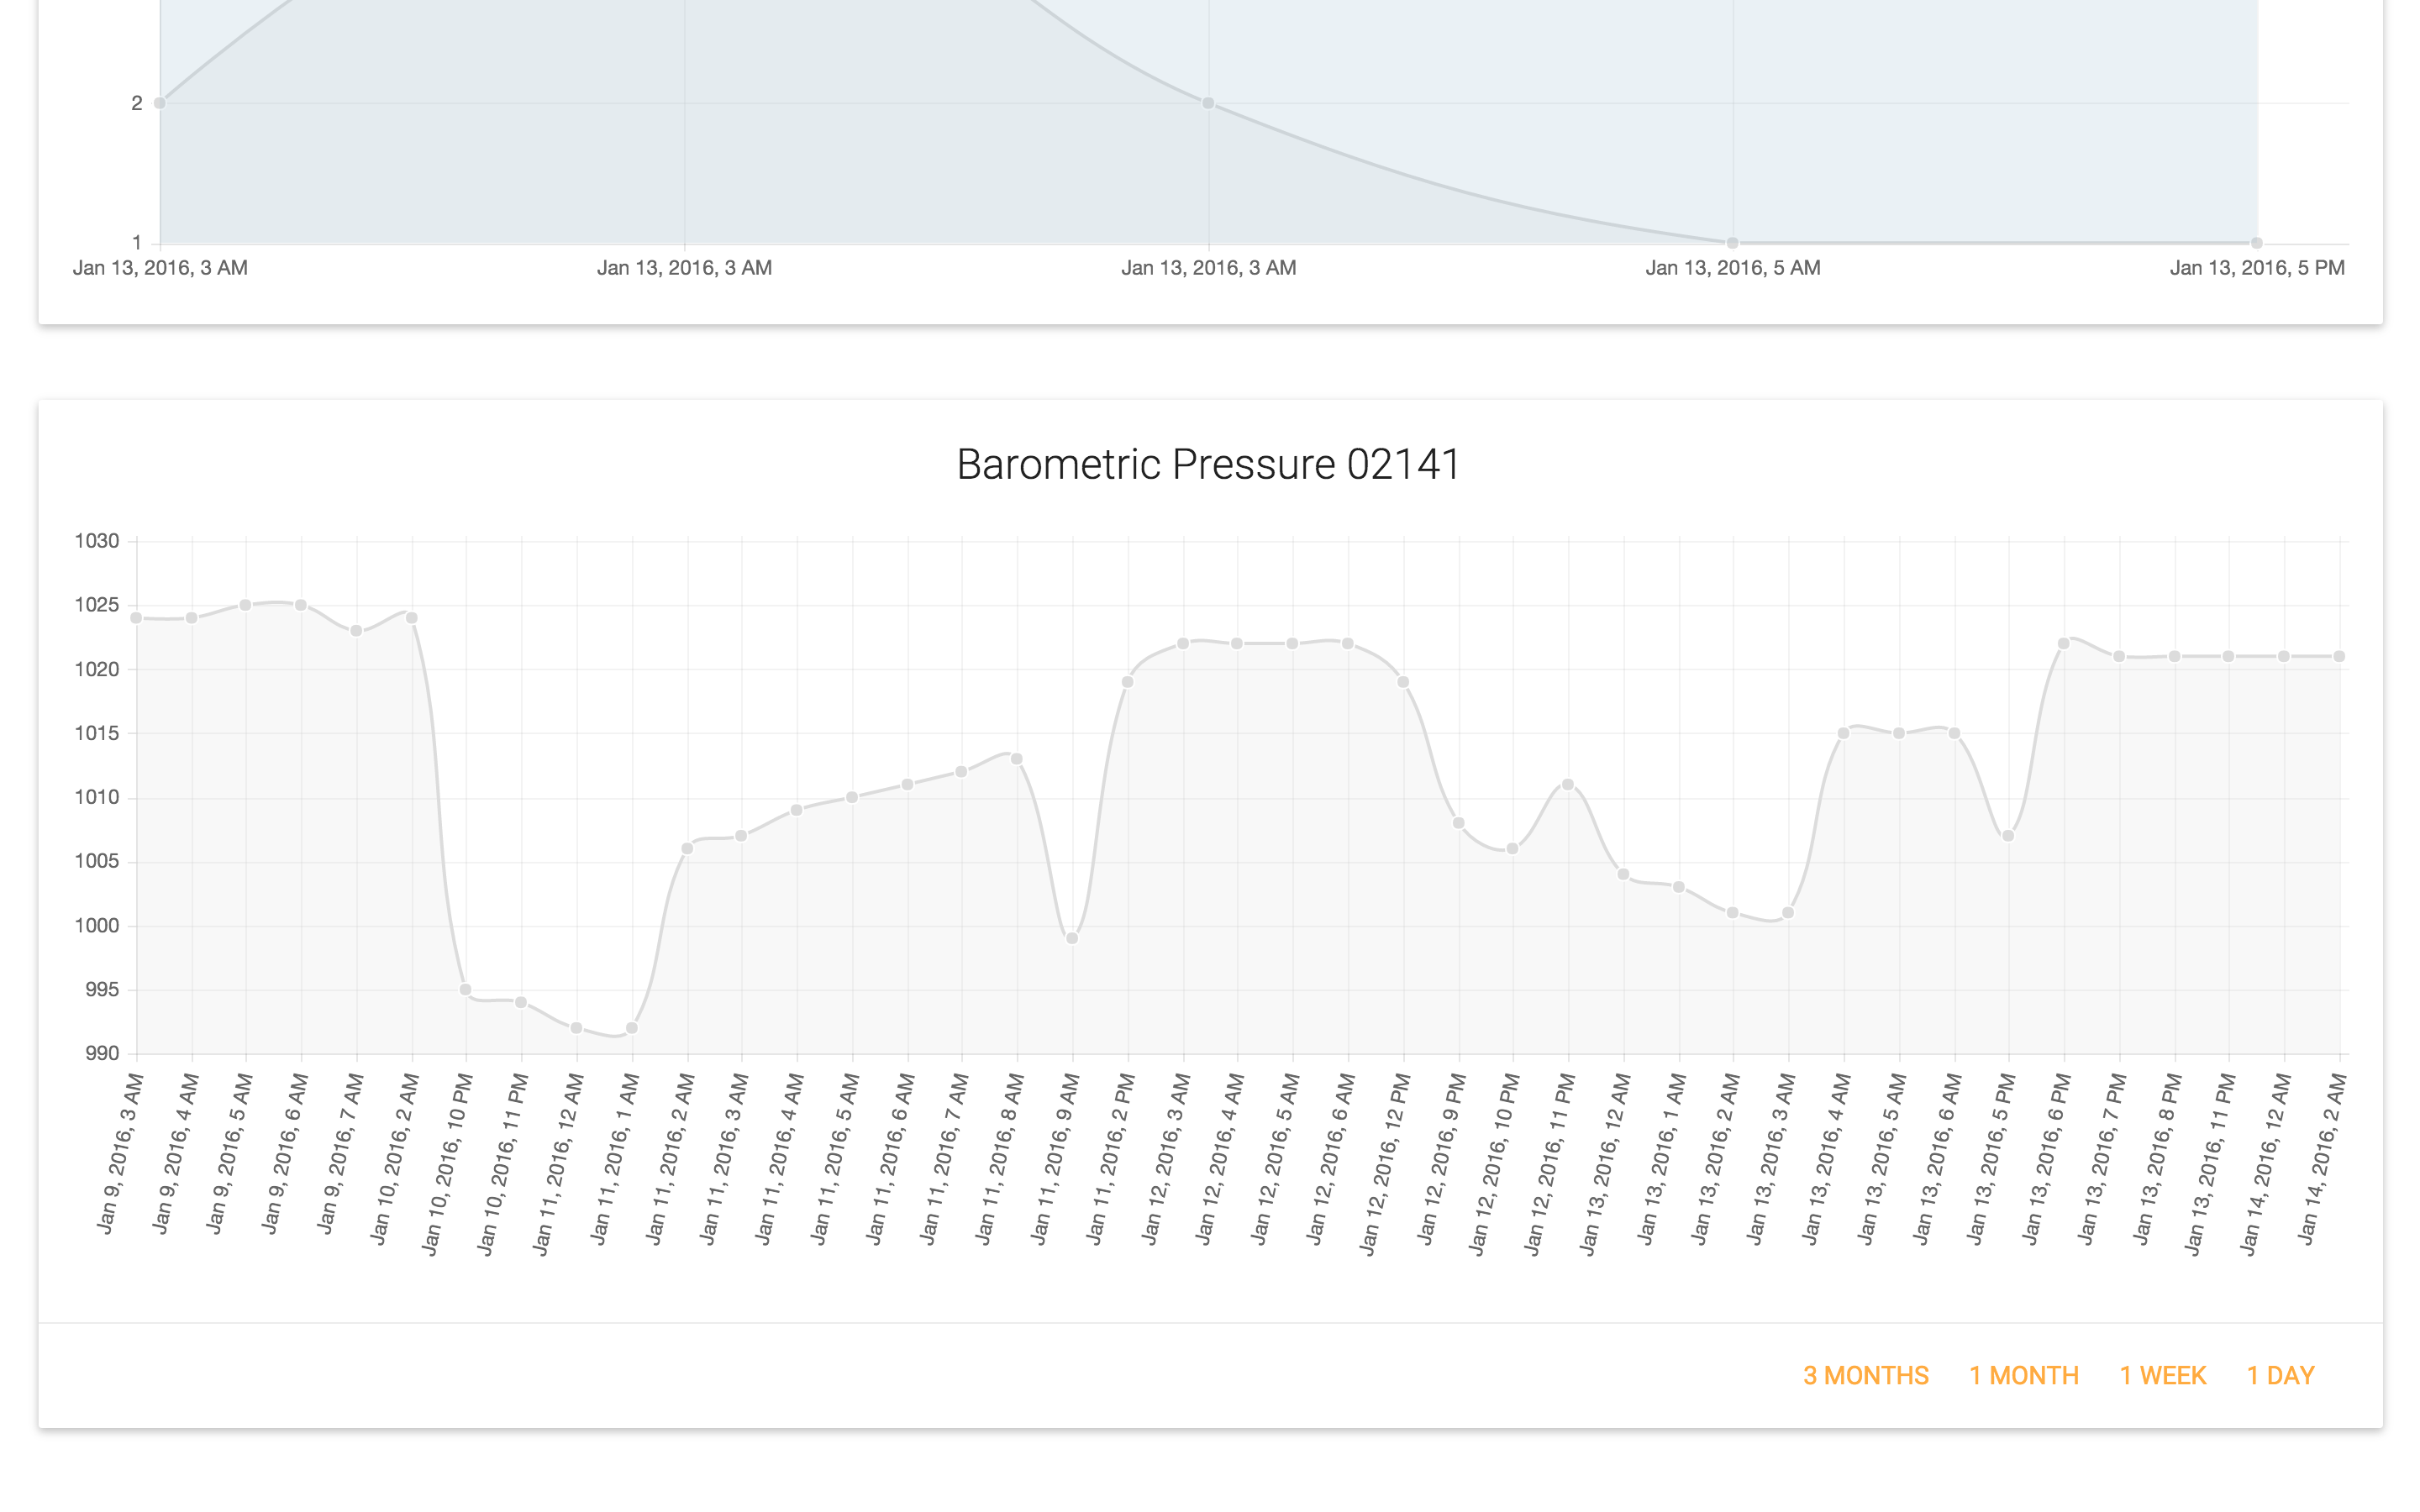 2
1
Jan 13, 2016, 3 AM Jan 13, 2016, 3 AM Jan 13, 2016, 3 AM Jan 13, 2016, 5 AM Jan 13, 2016, 5 PM
Barometric Pressure 02141
1030
1025
1020
1015
1010
1005
1000
995
990
Jan 9, 2016, 3 AM
Jan 9, 2016, 4 AM
Jan 9, 2016, 5 AM
Jan 9, 2016, 6 AM
Jan 9, 2016, 7 AM
Jan 10, 2016, 2 AM
Jan 10, 2016, 10 PM
Jan 10, 2016, 11 PM
Jan 11, 2016, 12 AM
Jan 11, 2016, 1 AM
Jan 11, 2016, 2 AM
Jan 11, 2016, 3 AM
Jan 11, 2016, 4 AM
Jan 11, 2016, 5 AM
Jan 11, 2016, 6 AM
Jan 11, 2016, 7 AM
Jan 11, 2016, 8 AM
Jan 11, 2016, 9 AM
Jan 11, 2016, 2 PM
Jan 12, 2016, 3 AM
Jan 12, 2016, 4 AM
Jan 12, 2016, 5 AM
Jan 12, 2016, 6 AM
Jan 12, 2016, 12 PM
Jan 12, 2016, 9 PM
Jan 12, 2016, 10 PM
Jan 12, 2016, 11 PM
Jan 13, 2016, 12 AM
Jan 13, 2016, 1 AM
Jan 13, 2016, 2 AM
Jan 13, 2016, 3 AM
Jan 13, 2016, 4 AM
Jan 13, 2016, 5 AM
Jan 13, 2016, 6 AM
Jan 13, 2016, 5 PM
Jan 13, 2016, 6 PM
Jan 13, 2016, 7 PM
Jan 13, 2016, 8 PM
Jan 13, 2016, 11 PM
Jan 14, 2016, 12 AM
Jan 14, 2016, 2 AM
3 MONTHS 1 MONTH 1 WEEK 1 DAY